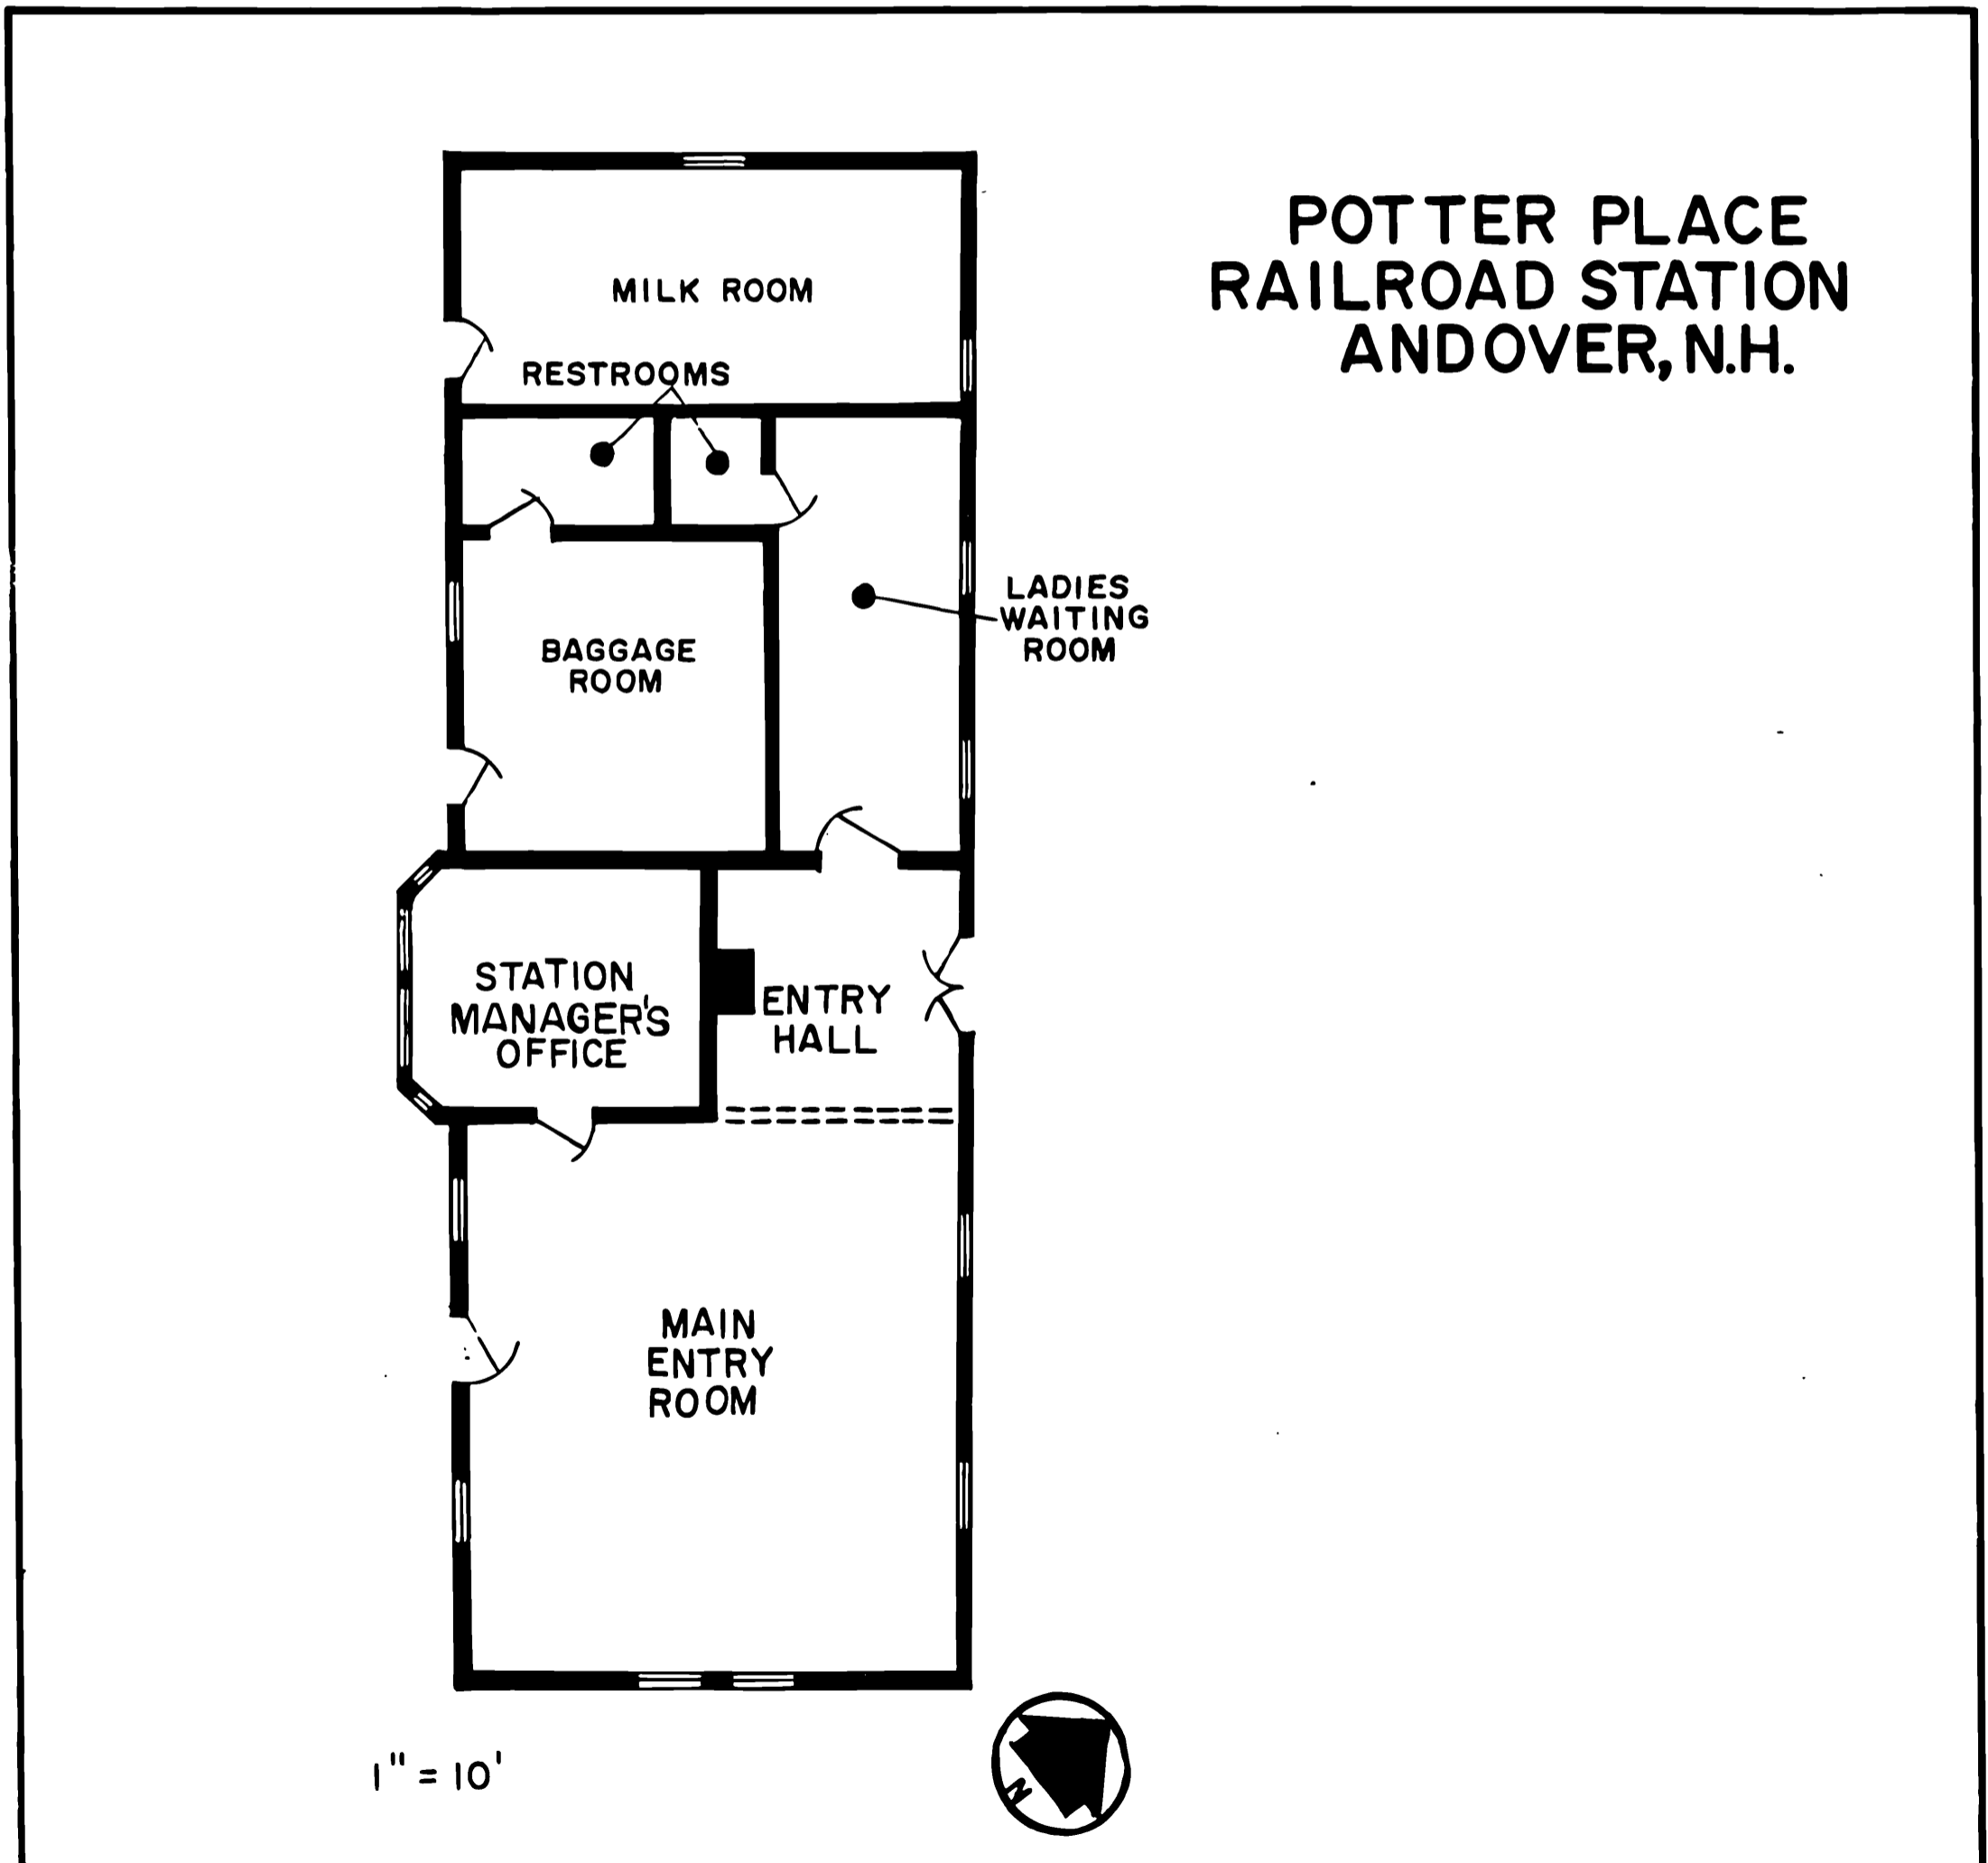 POTTER PLACE
RAILROAD STATION
ANDOVER, N.H.
MILK ROOM
RESTROOMS
LADIES
WAITING
ROOM
BAGGAGE
ROOM
STATION
MANAGER'S
OFFICE
ENTRY
HALL
MAIN
ENTRY
ROOM
1" = 10'
N